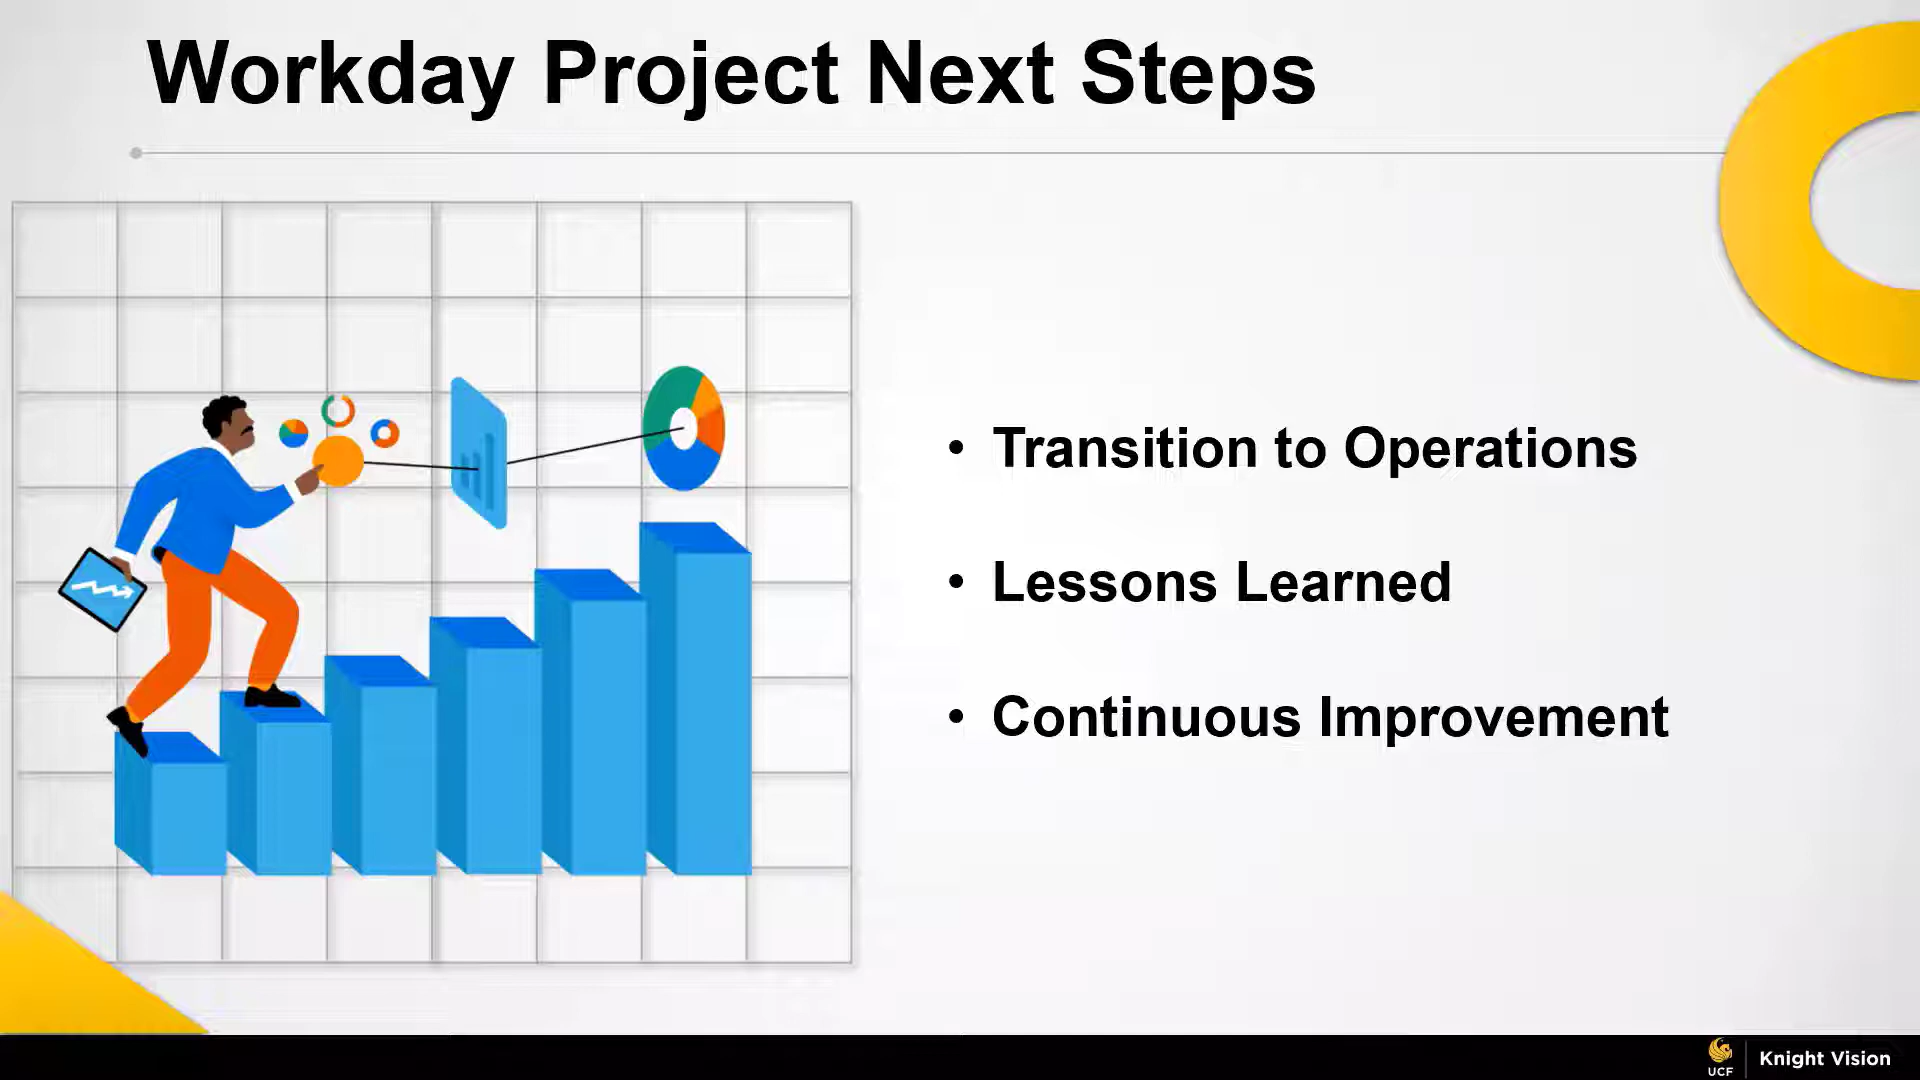 Workday Project Next Steps
• Transition to Operations
• Lessons Learned
• Continuous Improvement
UCF
Knight Vision